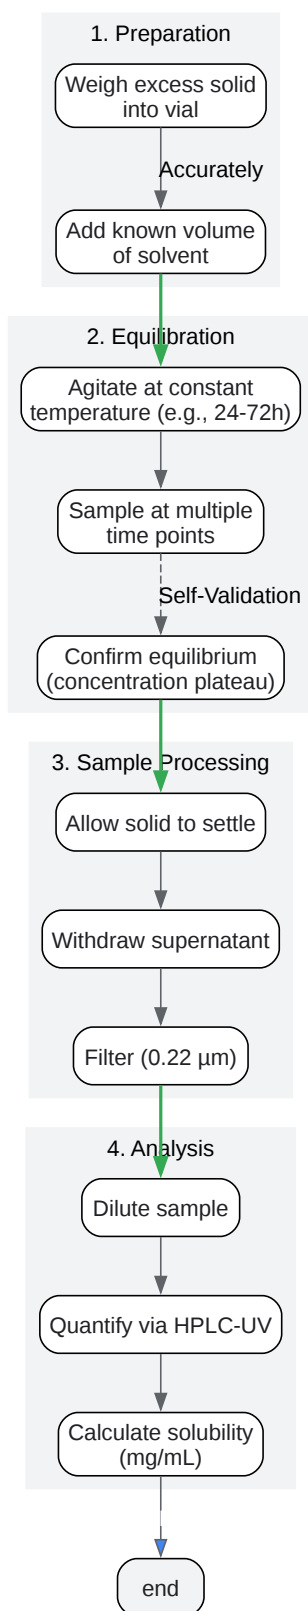 1. Preparation
Weigh excess solid
into vial
Accurately
Add known volume
of solvent
2. Equilibration
Agitate at constant
temperature (e.g., 24-72h)
Sample at multiple
time points
Self-Validation
Confirm equilibrium
(concentration plateau)
3. Sample Processing
Allow solid to settle
Withdraw supernatant
Filter (0.22 µm)
4. Analysis
Dilute sample
Quantify via HPLC-UV
Calculate solubility
(mg/mL)
end